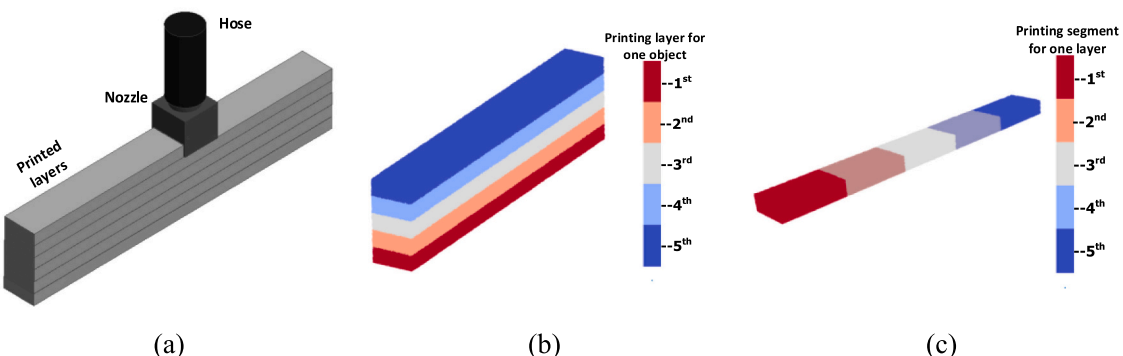 Hose
Nozzle
Printed
layers
(a)
Printing layer for
one object
--1st
--2nd
--3rd
--4th
--5th
(b)
Printing segment
for one layer
--1st
--2nd
--3rd
--4th
--5th
(c)